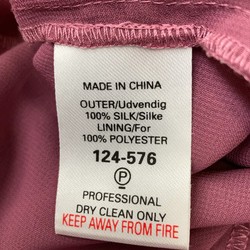 MADE IN CHINA
OUTER/Udvendig
100% SILK/Silke
LINING/For
100% POLYESTER
124-576
P
PROFESSIONAL
DRY CLEAN ONLY
KEEP AWAY FROM FIRE